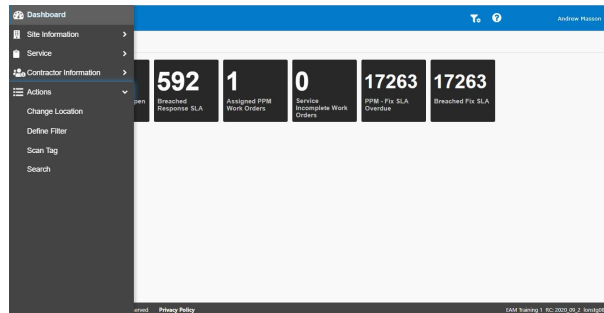 Dashboard
Andrew Masson
Site Information
Service
Contractor Information
Actions
Change Location
Define Filter
Scan Tag
Search
pen
592
Breached
Response SLA
1
Assigned PPM
Work Orders
0
Service
Incomplete Work
Orders
17263
PPM - Fix SLA
Overdue
17263
Breached Fix SLA
erved Privacy Policy
EAM Training 1 RC: 2020_09_2 lonstg06